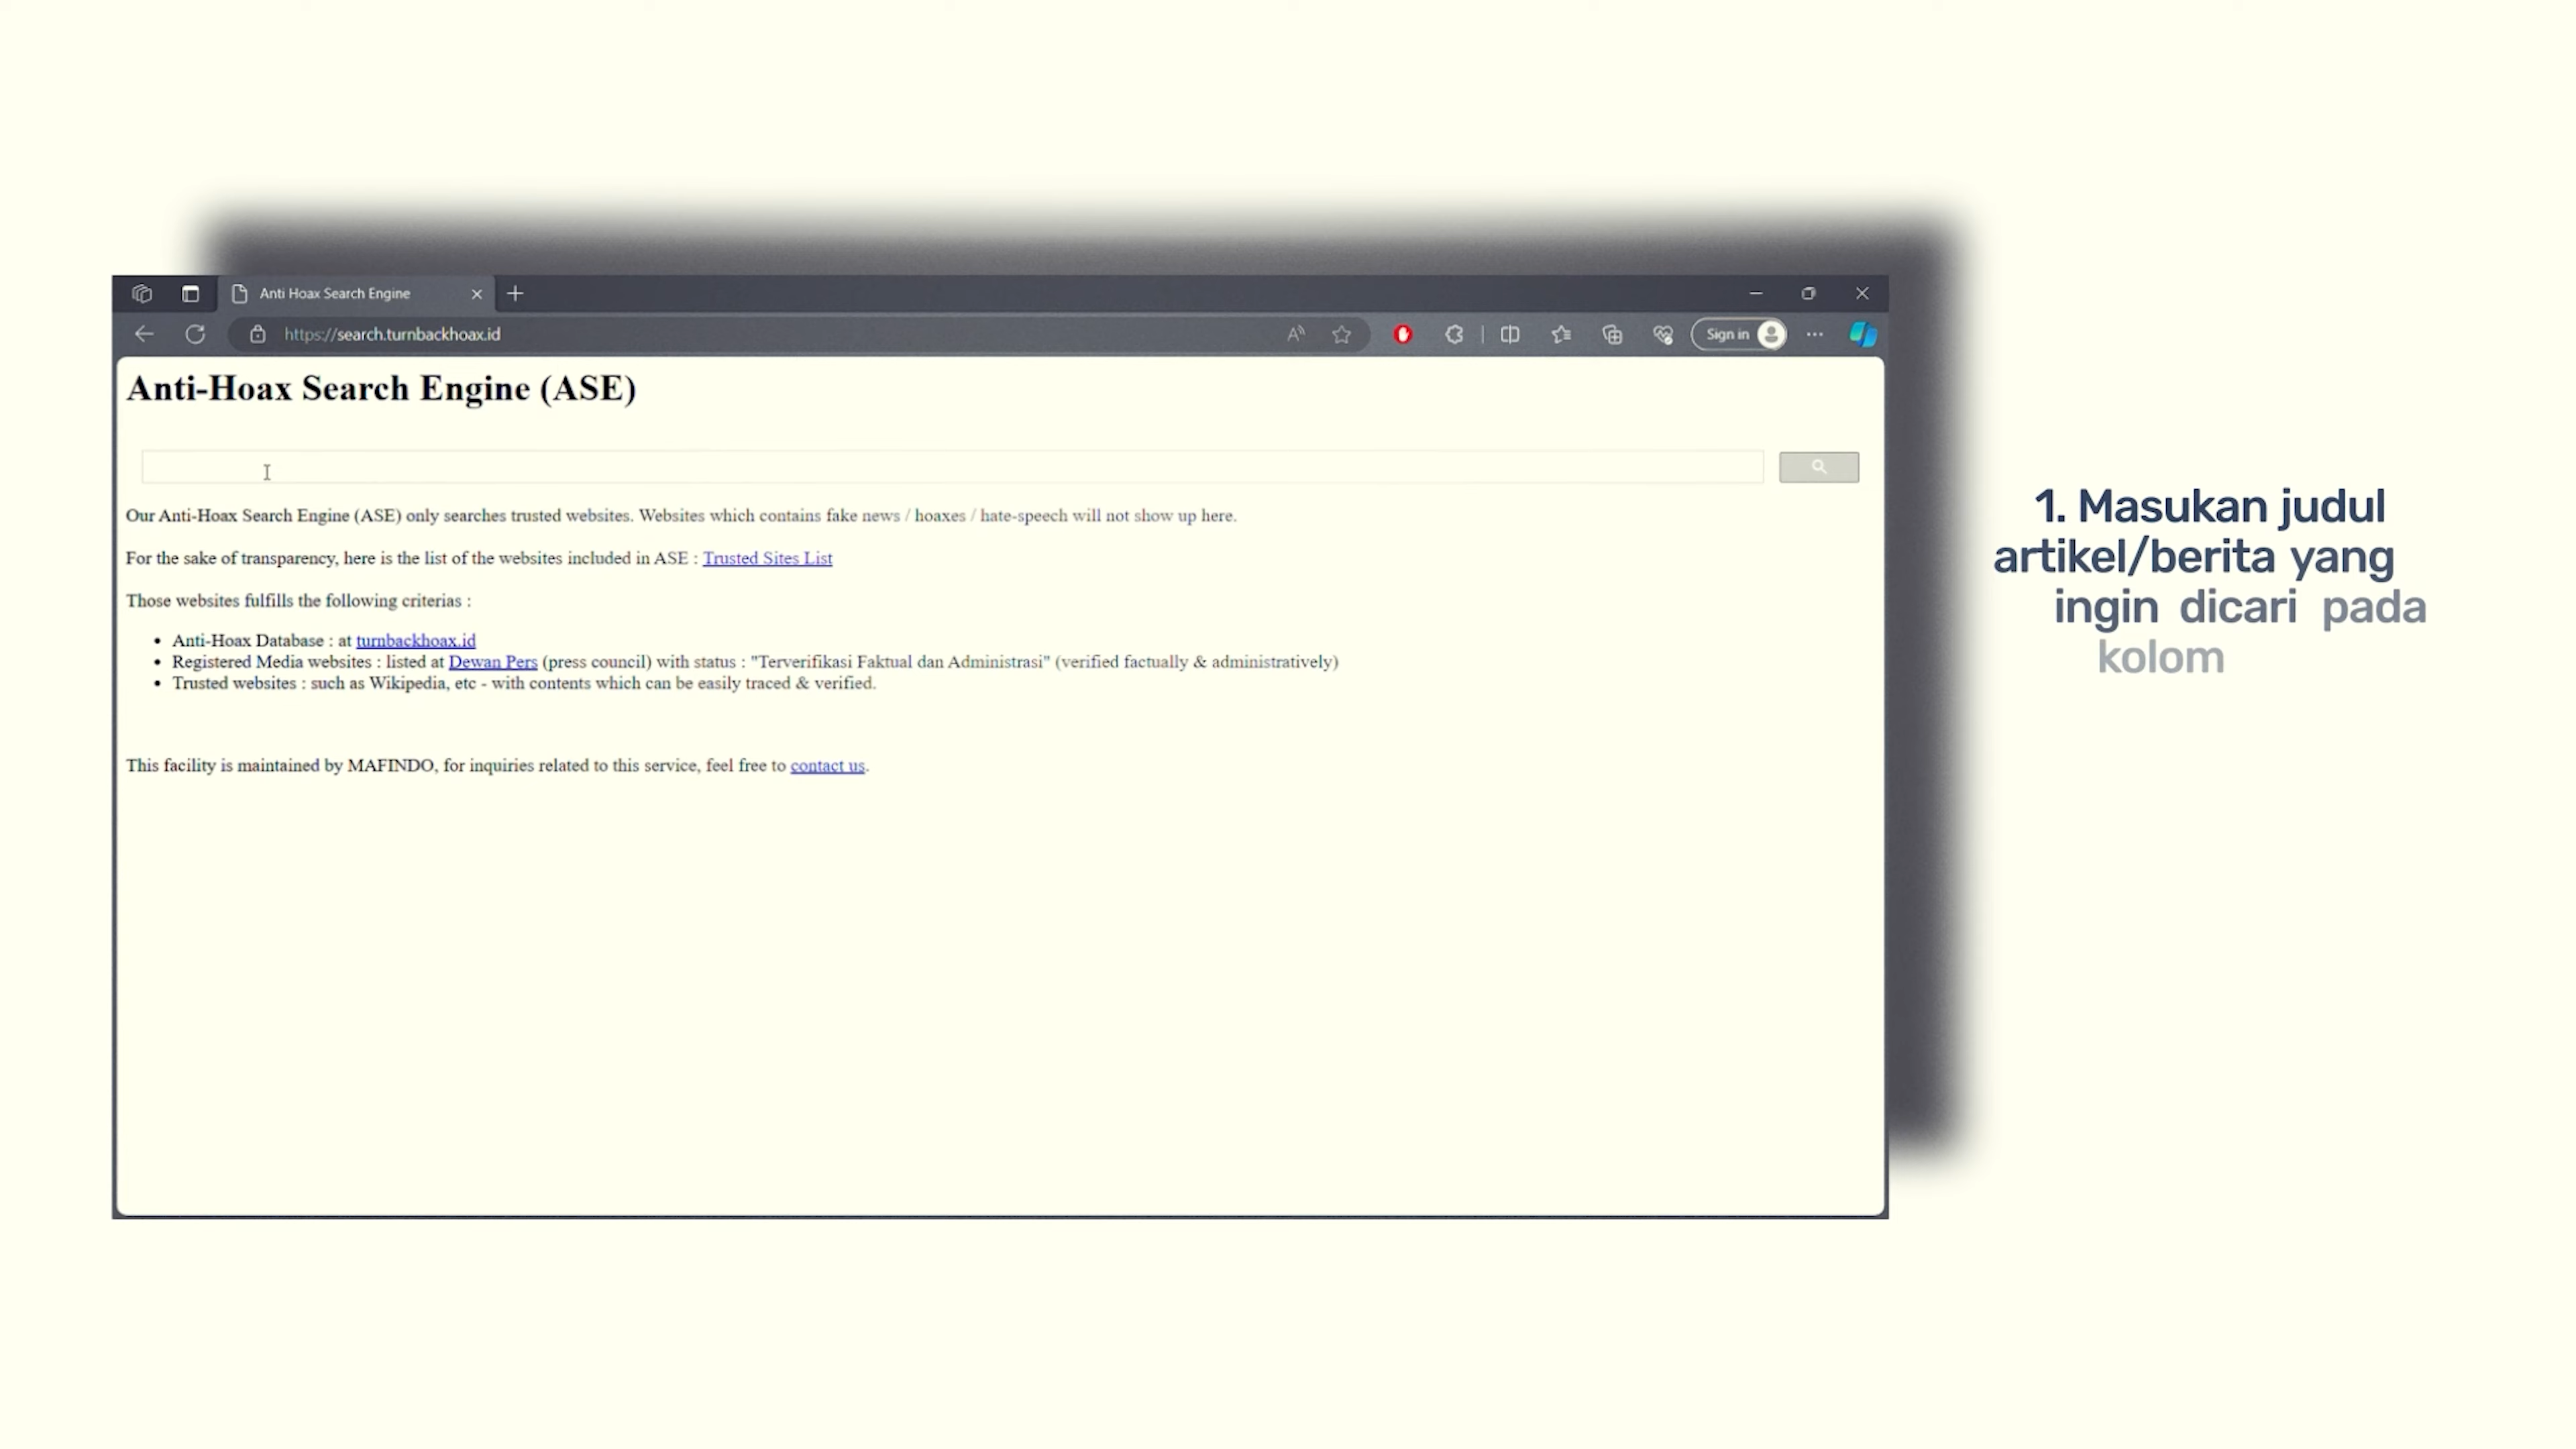 Anti Hoax Search Engine
https://search.turnbackhoax.id
Sign in
Anti-Hoax Search Engine (ASE)
Our Anti-Hoax Search Engine (ASE) only searches trusted websites. Websites which contains fake news / hoaxes / hate-speech will not show up here.
For the sake of transparency, here is the list of the websites included in ASE : Trusted Sites List
Those websites fulfills the following criterias :
• Anti-Hoax Database : at turnbackhoax.id
• Registered Media websites : listed at Dewan Pers (press council) with status : "Terverifikasi Faktual dan Administrasi" (verified factually & administratively)
• Trusted websites : such as Wikipedia, etc - with contents which can be easily traced & verified.
This facility is maintained by MAFINDO, for inquiries related to this service, feel free to contact us.
1. Masukan judul
artikel/berita yang
ingin dicari pada
kolom